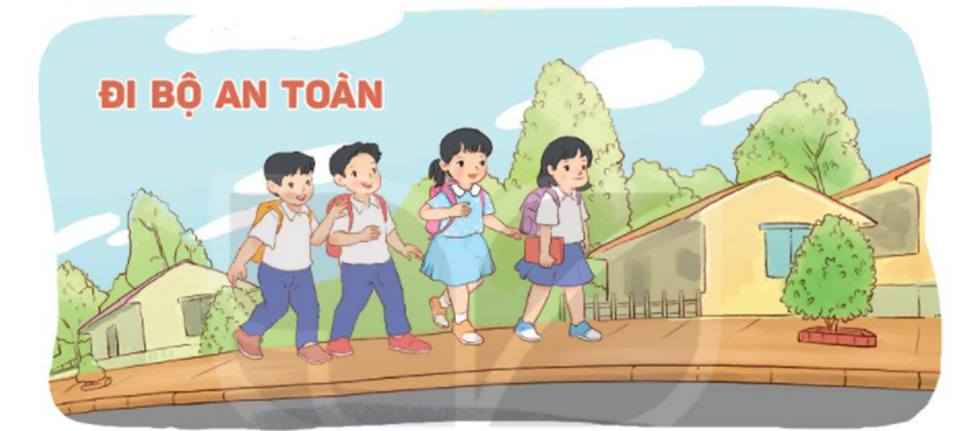 ĐI BỘ AN TOÀN